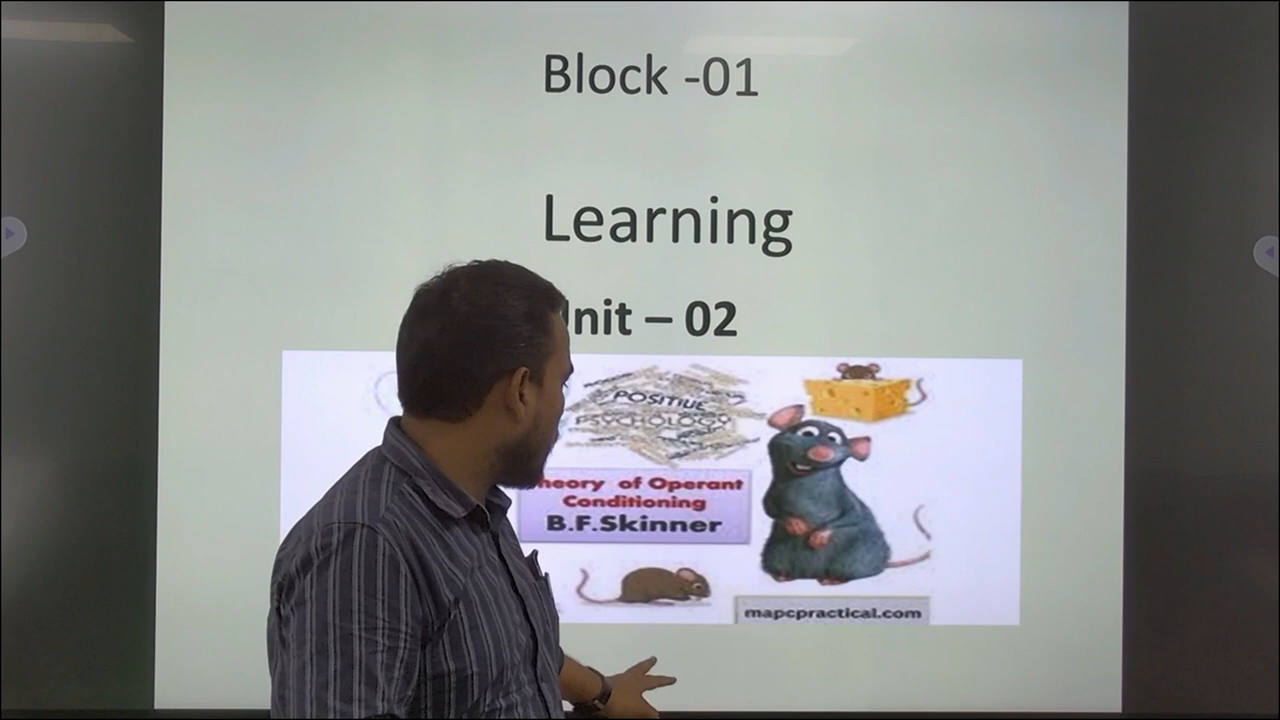 Block -01
Learning
nit – 02
POSITIVE
PSYCHOLOGY
heory of Operant
Conditioning
B.F.Skinner
mapcpractical.com